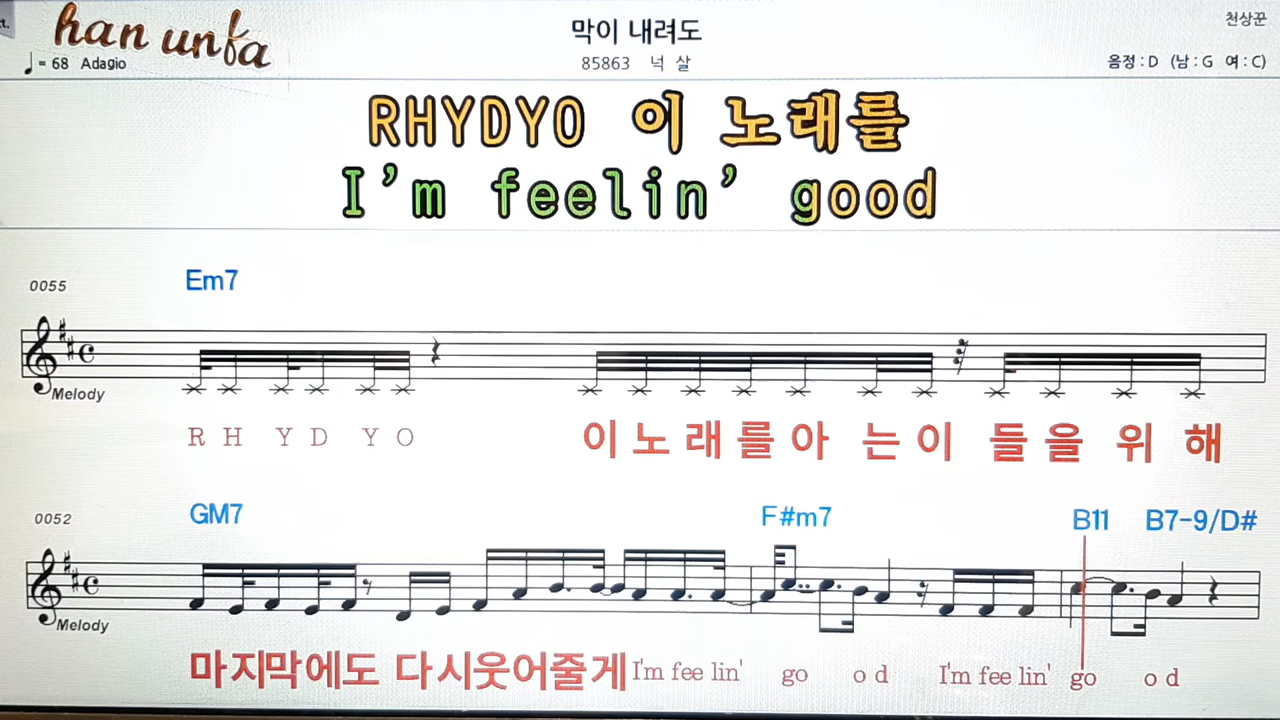 t.
han unfa
막이 내려도
천상꾼
♩= 68 Adagio
85863 넉 살
음정 : D (남 : G 여 : C)
RHYDYO 이 노래를
I'm feelin' good
0055
Em7
Melody
R H Y D Y O 이 노 래 를 아 는 이 들 을 위 해
0052
GM7 F#m7 B11 B7-9/D#
Melody
마지막에도 다시웃어줄게 I'm fee lin' go o d I'm fee lin' go o d